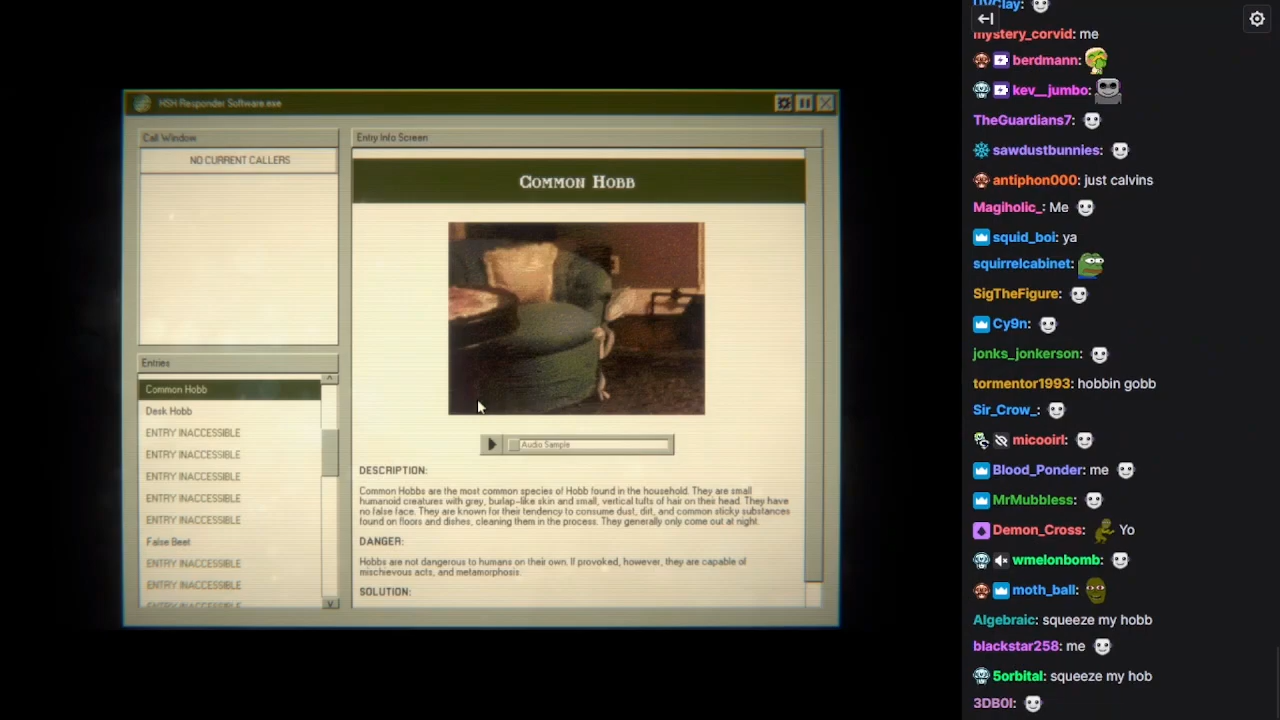 HSH Responder Software.exe
Call Window
NO CURRENT CALLERS
Entries
Common Hobb
Desk Hobb
ENTRY INACCESSIBLE
ENTRY INACCESSIBLE
ENTRY INACCESSIBLE
ENTRY INACCESSIBLE
ENTRY INACCESSIBLE
False Beet
ENTRY INACCESSIBLE
ENTRY INACCESSIBLE
ENTRY INACCESSIBLE
Entry Info Screen
Common Hobb
Audio Sample
DESCRIPTION:
Common Hobbs are the most common species of Hobb found in the household. They are small
humanoid creatures with grey, burlap-like skin and small, vertical tufts of hair on their head. They have
no false face. They are known for their tendency to consume dust, dirt, and common sticky substances
found on floors and dishes, cleaning them in the process. They generally only come out at night.
DANGER:
Hobbs are not dangerous to humans on their own. If provoked, however, they are capable of
mischievous acts, and metamorphosis.
SOLUTION:
mystery_corvid: me
berdmann:
kev__jumbo:
TheGuardians7:
sawdustbunnies:
antiphon000: just calvins
Magiholic_: Me
squid_boi: ya
squirrelcabinet:
SigTheFigure:
Cy9n:
jonks_jonkerson:
tormentor1993: hobbin gobb
Sir_Crow_:
micooirl:
Blood_Ponder: me
MrMubbless:
Demon_Cross: Yo
wmelonbomb:
moth_ball:
Algebraic: squeeze my hobb
blackstar258: me
5orbital: squeeze my hob
3DB0I: